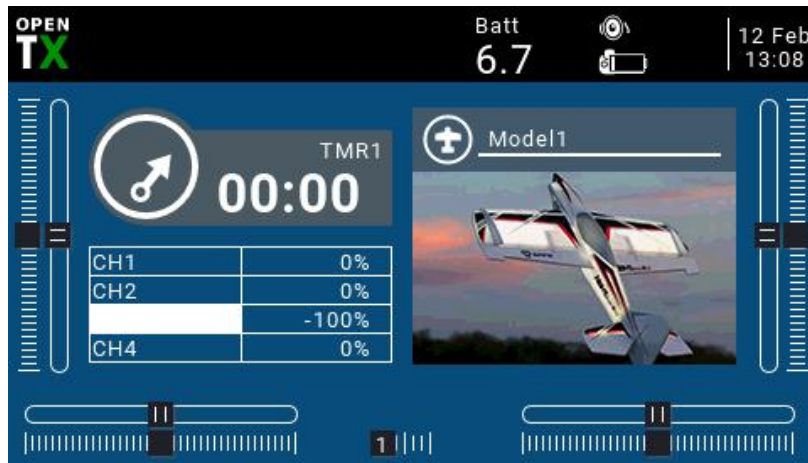 OPEN
TX
Batt
6.7
12 Feb
13:08
TMR1
00:00
Model1
CH1 0%
CH2 0%
-100%
CH4 0%
1